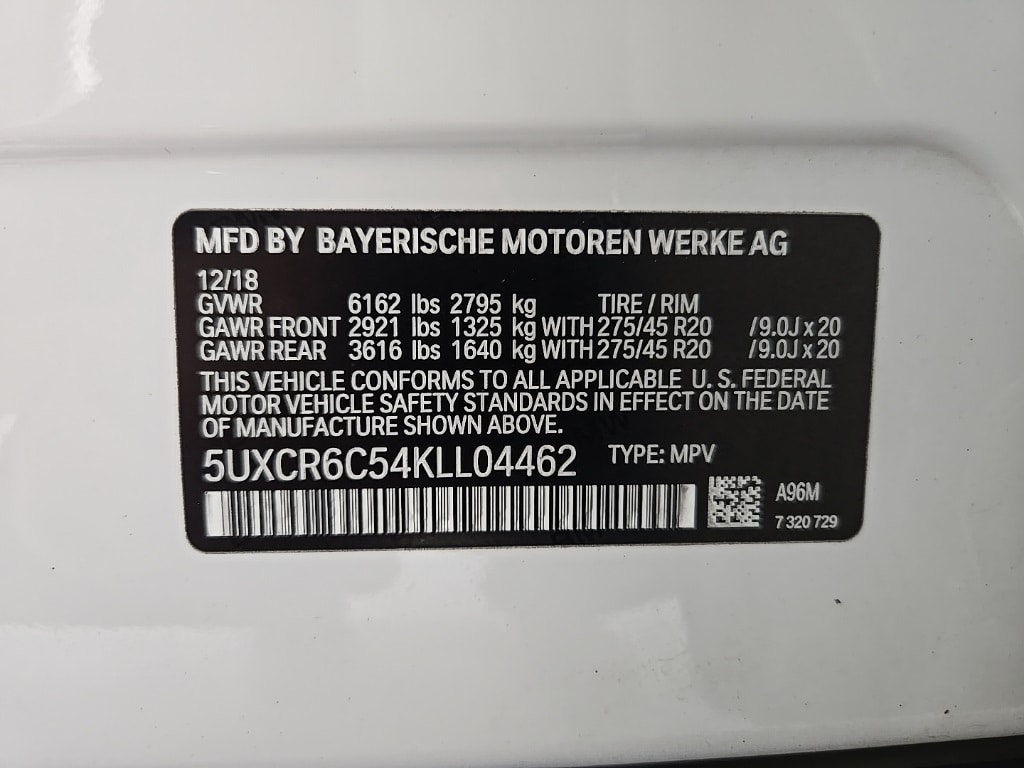 MFD BY BAYERISCHE MOTOREN WERKE AG
12/18
GVWR 6162 lbs 2795 kg TIRE / RIM
GAWR FRONT 2921 lbs 1325 kg WITH 275/45 R20 /9.0J x 20
GAWR REAR 3616 lbs 1640 kg WITH 275/45 R20 /9.0J x 20
THIS VEHICLE CONFORMS TO ALL APPLICABLE U. S. FEDERAL
MOTOR VEHICLE SAFETY STANDARDS IN EFFECT ON THE DATE
OF MANUFACTURE SHOWN ABOVE.
5UXCR6C54KLL04462 TYPE: MPV
A96M
7 320 729